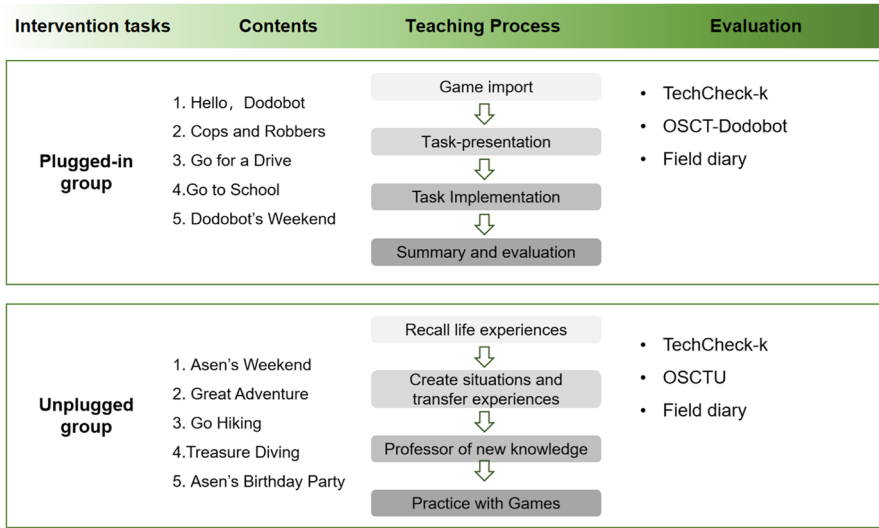 Intervention tasks Contents Teaching Process Evaluation
Plugged-in
group
1. Hello，Dodobot
2. Cops and Robbers
3. Go for a Drive
4.Go to School
5. Dodobot’s Weekend
Game import
Task-presentation
Task Implementation
Summary and evaluation
• TechCheck-k
• OSCT-Dodobot
• Field diary
Unplugged
group
1. Asen’s Weekend
2. Great Adventure
3. Go Hiking
4.Treasure Diving
5. Asen’s Birthday Party
Recall life experiences
Create situations and
transfer experiences
Professor of new knowledge
Practice with Games
• TechCheck-k
• OSCTU
• Field diary